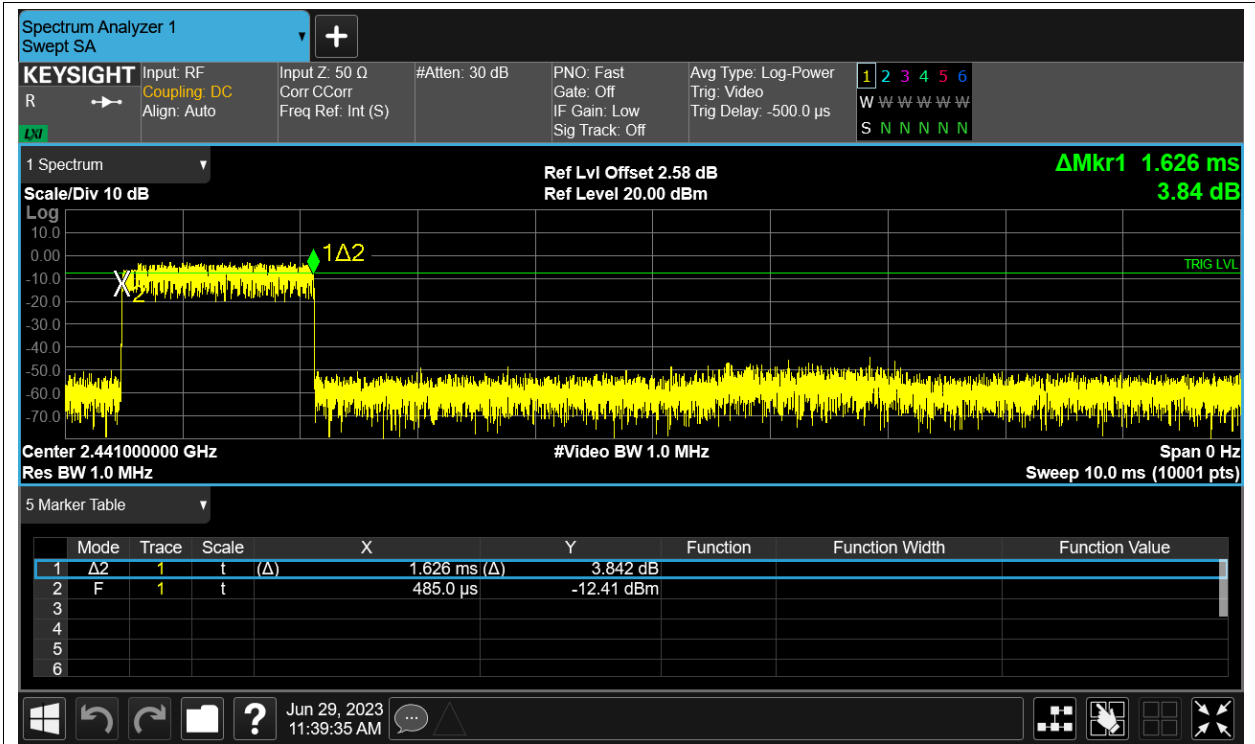 Spectrum Analyzer 1
Swept SA
+
KEYSIGHT
R
LXI
Input: RF
Coupling: DC
Align: Auto
Input Z: 50 Ω
Corr CCorr
Freq Ref: Int (S)
#Atten: 30 dB
PNO: Fast
Gate: Off
IF Gain: Low
Sig Track: Off
Avg Type: Log-Power
Trig: Video
Trig Delay: -500.0 µs
1 2 3 4 5 6
W W W W W W
S N N N N N
1 Spectrum
Scale/Div 10 dB
Ref Lvl Offset 2.58 dB
Ref Level 20.00 dBm
ΔMkr1 1.626 ms
3.84 dB
Log
10.0
0.00
-10.0
-20.0
-30.0
-40.0
-50.0
-60.0
-70.0
1Δ2
X2
TRIG LVL
Center 2.441000000 GHz
#Video BW 1.0 MHz
Span 0 Hz
Res BW 1.0 MHz
Sweep 10.0 ms (10001 pts)
5 Marker Table
Mode Trace Scale X Y Function Function Width Function Value
1 Δ2 1 t (Δ) 1.626 ms (Δ) 3.842 dB
2 F 1 t 485.0 µs -12.41 dBm
3
4
5
6
?
Jun 29, 2023
11:39:35 AM